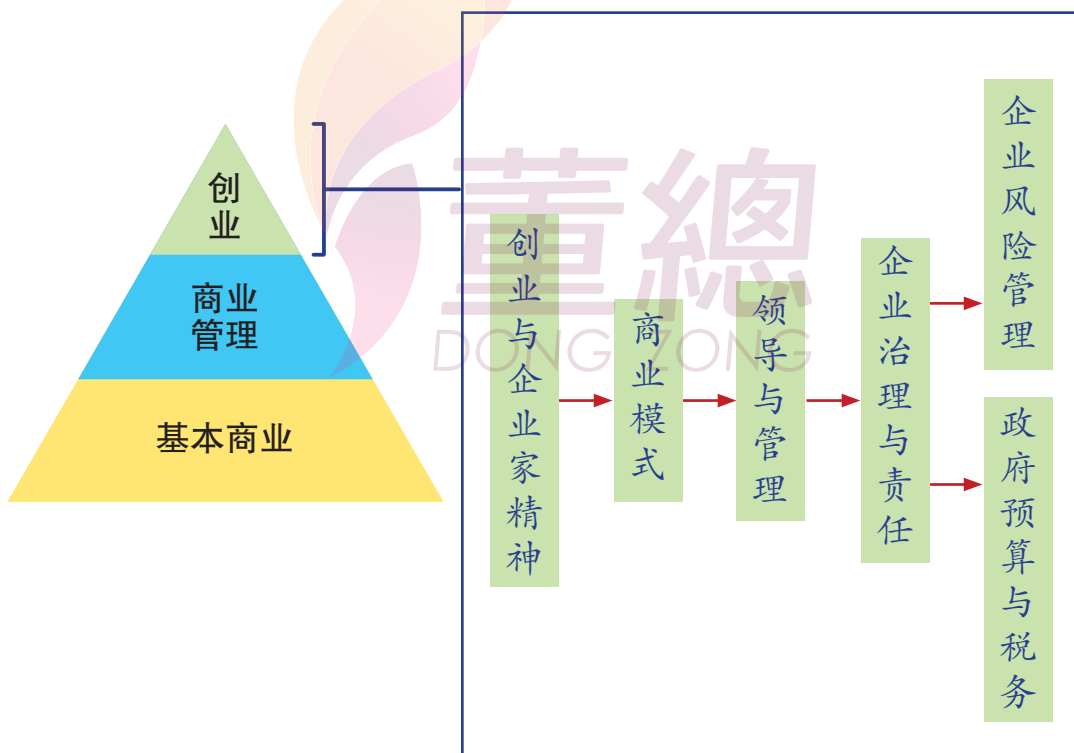 创
业
商业
管理
基本商业
董總
DONG ZONG
创业与企业家精神
商业模式
领导与管理
企业治理与责任
企业风险管理
政府预算与税务